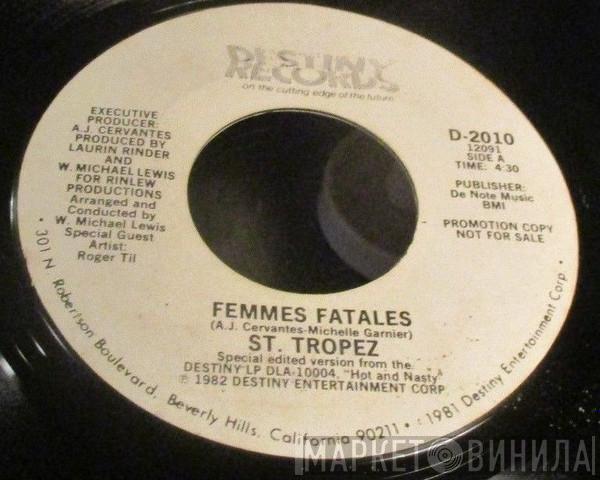 DESTINY
RECORDS
on the cutting edge of the future
EXECUTIVE
PRODUCER:
A.J. CERVANTES
PRODUCED BY
LAURIN RINDER
AND
W. MICHAEL LEWIS
FOR RINLEW
PRODUCTIONS
Arranged and
Conducted by
W. Michael Lewis
Special Guest
Artist:
Roger Til
D-2010
12091
SIDE A
TIME: 4:30
PUBLISHER:
De Note Music
BMI
PROMOTION COPY
NOT FOR SALE
FEMMES FATALES
(A.J. Cervantes-Michelle Garnier)
ST. TROPEZ
Special edited version from the
DESTINY LP DLA-10004, "Hot and Nasty"
℗ 1982 DESTINY ENTERTAINMENT CORP.
• 301 N. Robertson Boulevard, Beverly Hills, California 90211 • © 1981 Destiny Entertainment Corp •
МАРКЕТ ВИНИЛА